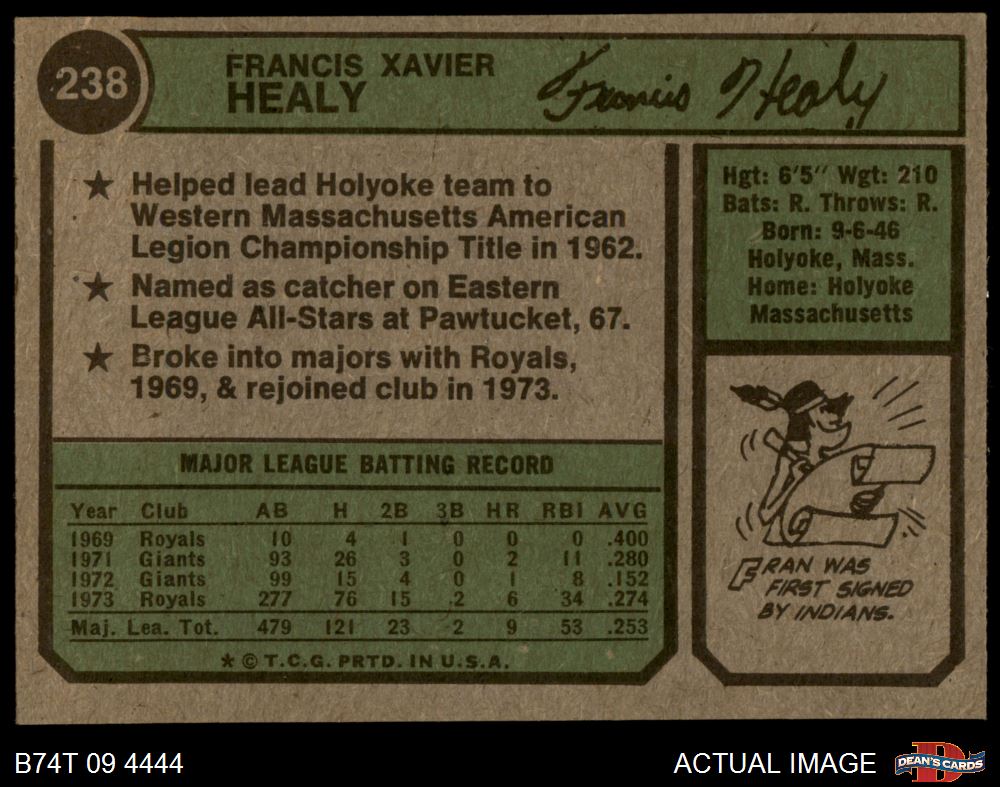 238
FRANCIS XAVIER
HEALY
Francis Healy
★ Helped lead Holyoke team to
Western Massachusetts American
Legion Championship Title in 1962.
★ Named as catcher on Eastern
League All-Stars at Pawtucket, 67.
★ Broke into majors with Royals,
1969, & rejoined club in 1973.
Hgt: 6'5" Wgt: 210
Bats: R. Throws: R.
Born: 9-6-46
Holyoke, Mass.
Home: Holyoke
Massachusetts
MAJOR LEAGUE BATTING RECORD
Year Club AB H 2B 3B HR RBI AVG
1969 Royals 10 4 1 0 0 0 .400
1971 Giants 93 26 3 0 2 11 .280
1972 Giants 99 15 4 0 1 8 .152
1973 Royals 277 76 15 2 6 34 .274
Maj. Lea. Tot. 479 121 23 2 9 53 .253
★ © T.C.G. PRTD. IN U.S.A.
FRAN WAS
FIRST SIGNED
BY INDIANS.
B74T 09 4444
ACTUAL IMAGE
D
DEAN'S CARDS